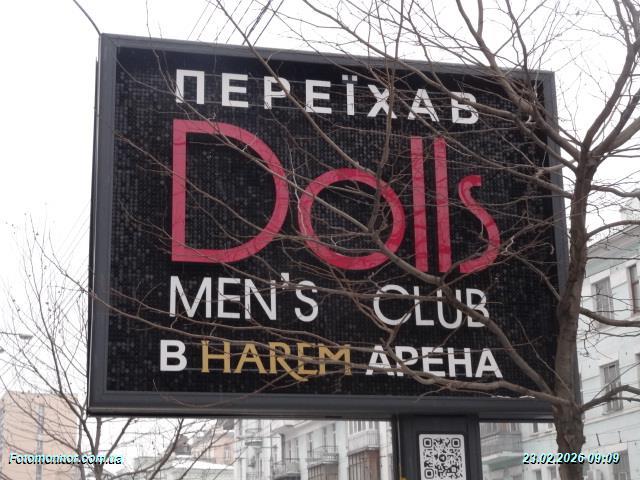 ПЕРЕЇХАВ
Dolls
MEN'S CLUB
В HAREM АРЕНА
Fotomonitor.com.ua
23.02.2026 09:09